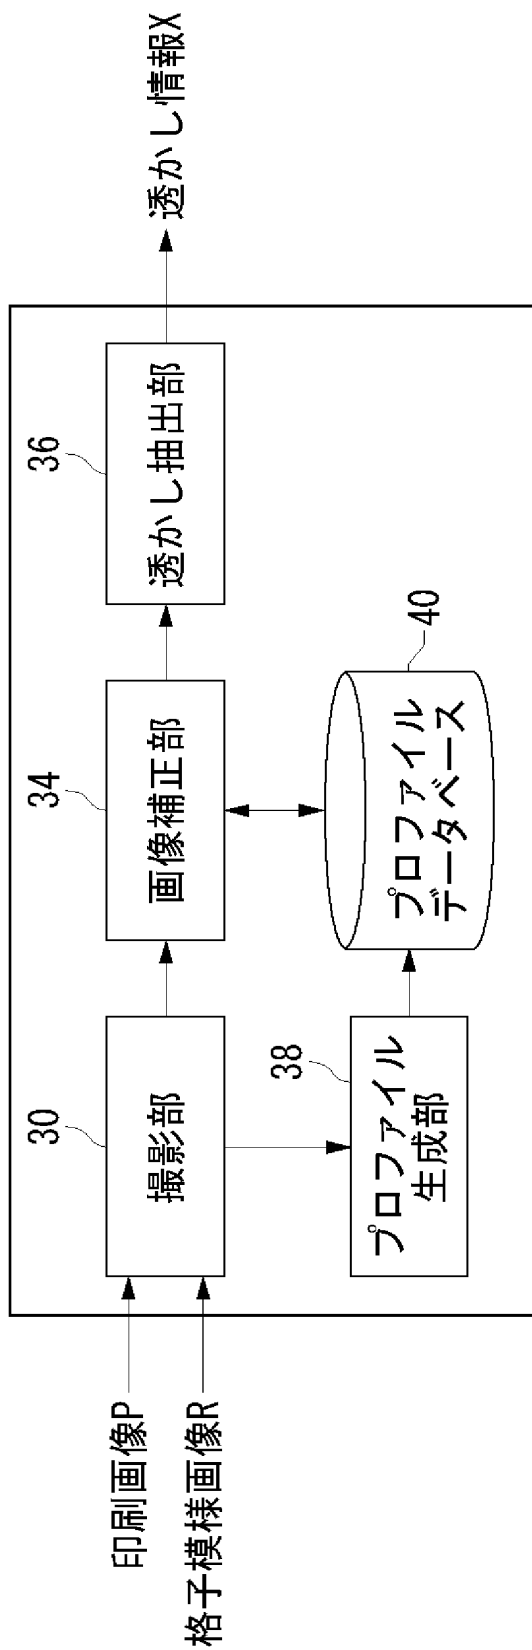 印刷画像P
格子模様画像R
30
撮影部
34
画像補正部
36
透かし抽出部
透かし情報X
38
プロファイル
生成部
40
プロファイル
データベース